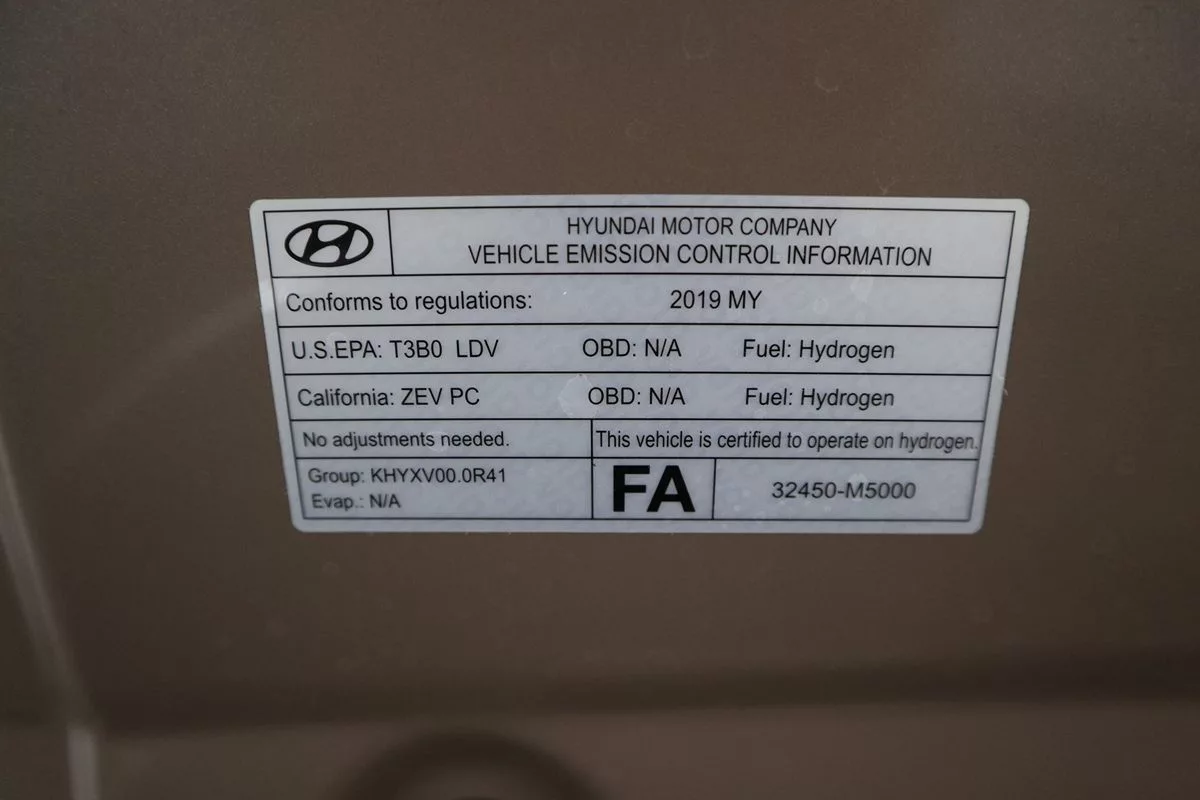 HYUNDAI MOTOR COMPANY
VEHICLE EMISSION CONTROL INFORMATION
Conforms to regulations: 2019 MY
U.S.EPA: T3B0 LDV OBD: N/A Fuel: Hydrogen
California: ZEV PC OBD: N/A Fuel: Hydrogen
No adjustments needed. This vehicle is certified to operate on hydrogen.
Group: KHYXV00.0R41
Evap.: N/A
FA 32450-M5000